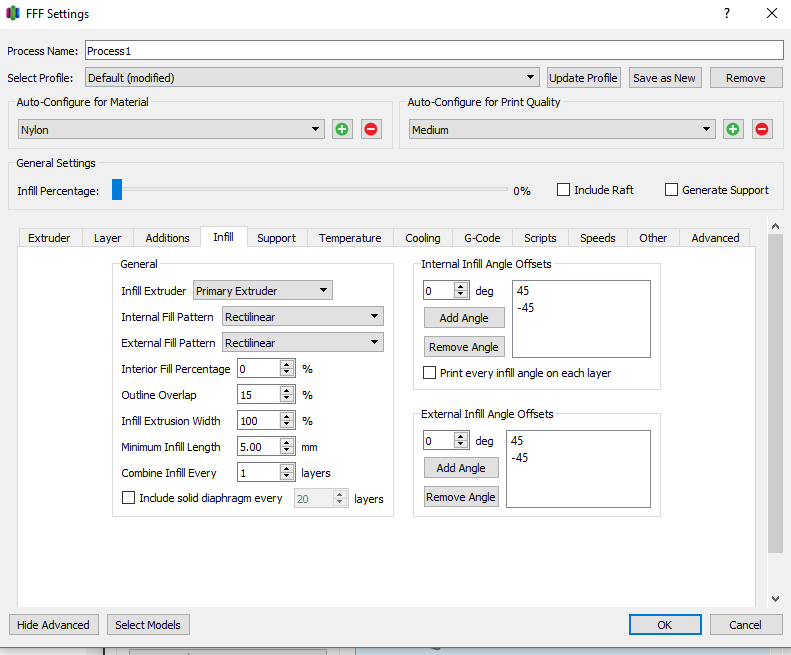 FFF Settings
?
Process Name: Process1
Select Profile: Default (modified) Update Profile Save as New Remove
Auto-Configure for Material
Nylon
Auto-Configure for Print Quality
Medium
General Settings
Infill Percentage: 0% Include Raft Generate Support
Extruder Layer Additions Infill Support Temperature Cooling G-Code Scripts Speeds Other Advanced
General
Infill Extruder Primary Extruder
Internal Fill Pattern Rectilinear
External Fill Pattern Rectilinear
Interior Fill Percentage 0 %
Outline Overlap 15 %
Infill Extrusion Width 100 %
Minimum Infill Length 5.00 mm
Combine Infill Every 1 layers
Include solid diaphragm every 20 layers
Internal Infill Angle Offsets
0 deg
Add Angle
Remove Angle
45
-45
Print every infill angle on each layer
External Infill Angle Offsets
0 deg
Add Angle
Remove Angle
45
-45
Hide Advanced Select Models OK Cancel